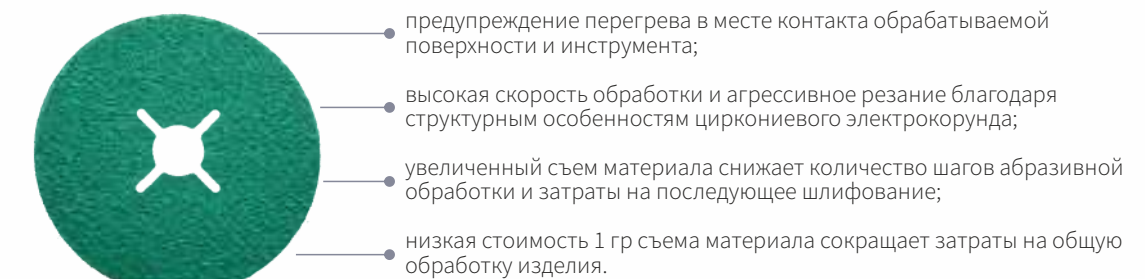 предупреждение перегрева в месте контакта обрабатываемой
поверхности и инструмента;
высокая скорость обработки и агрессивное резание благодаря
структурным особенностям циркониевого электрокорунда;
увеличенный съем материала снижает количество шагов абразивной
обработки и затраты на последующее шлифование;
низкая стоимость 1 гр съема материала сокращает затраты на общую
обработку изделия.